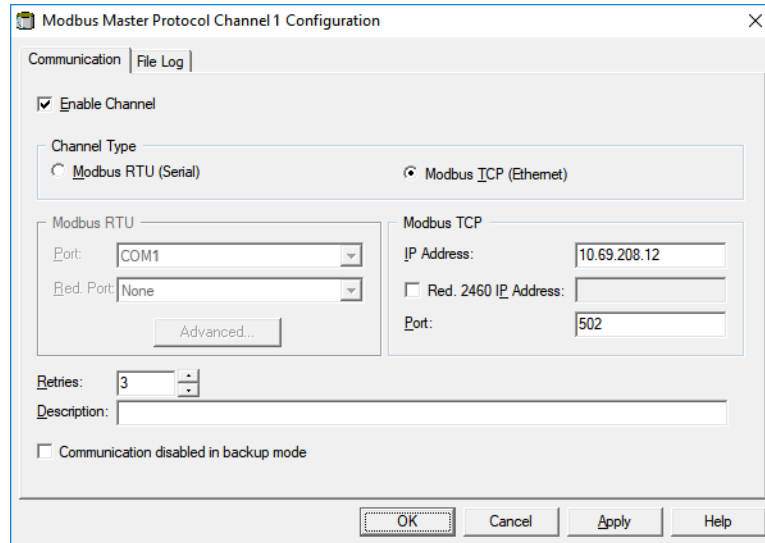 Modbus Master Protocol Channel 1 Configuration
Communication
File Log
Enable Channel
Channel Type
Modbus RTU (Serial)
Modbus TCP (Ethernet)
Modbus RTU
Port: COM1
Red. Port: None
Advanced...
Modbus TCP
IP Address: 10.69.208.12
Red. 2460 IP Address:
Port: 502
Retries: 3
Description:
Communication disabled in backup mode
OK Cancel Apply Help